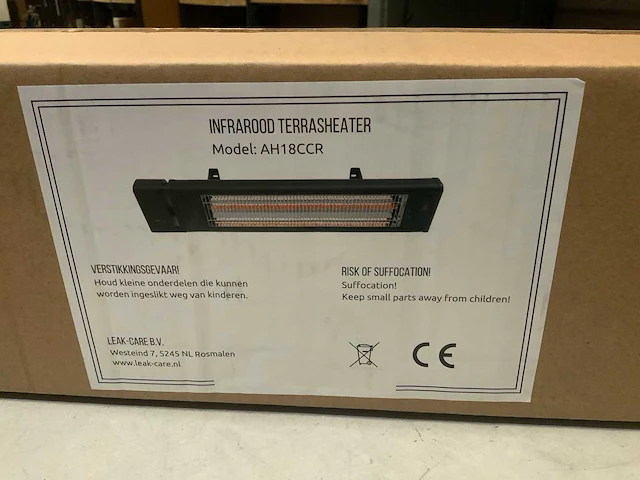 INFRAROOD TERRASHEATER
Model: AH18CCR
VERSTIKKINGSGEVAAR!
Houd kleine onderdelen die kunnen
worden ingeslikt weg van kinderen.
RISK OF SUFFOCATION!
Suffocation!
Keep small parts away from children!
LEAK-CARE B.V.
Westeind 7, 5245 NL Rosmalen
www.leak-care.nl
CE